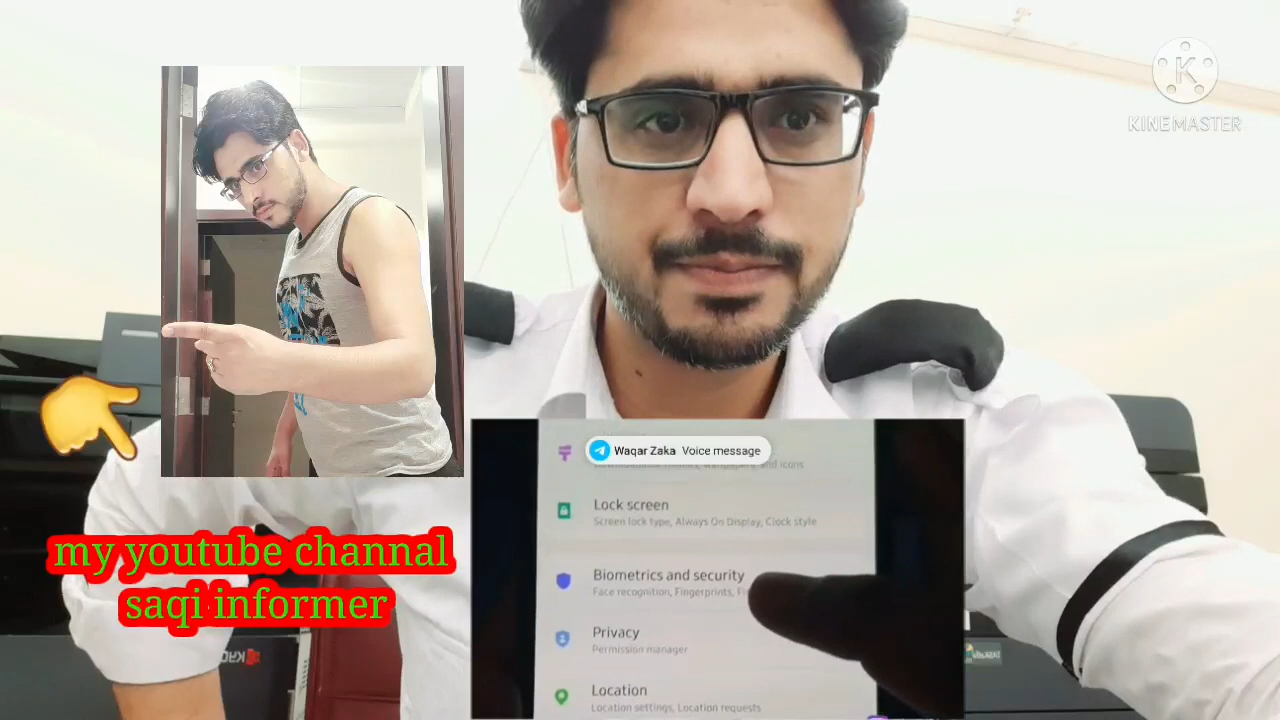 KINEMASTER
Waqar Zaka Voice message
Lock screen
Screen lock type, Always On Display, Clock style
Biometrics and security
Face recognition, Fingerprints,
Privacy
Permission manager
Location
Location settings, Location requests
my youtube channal
saqi informer